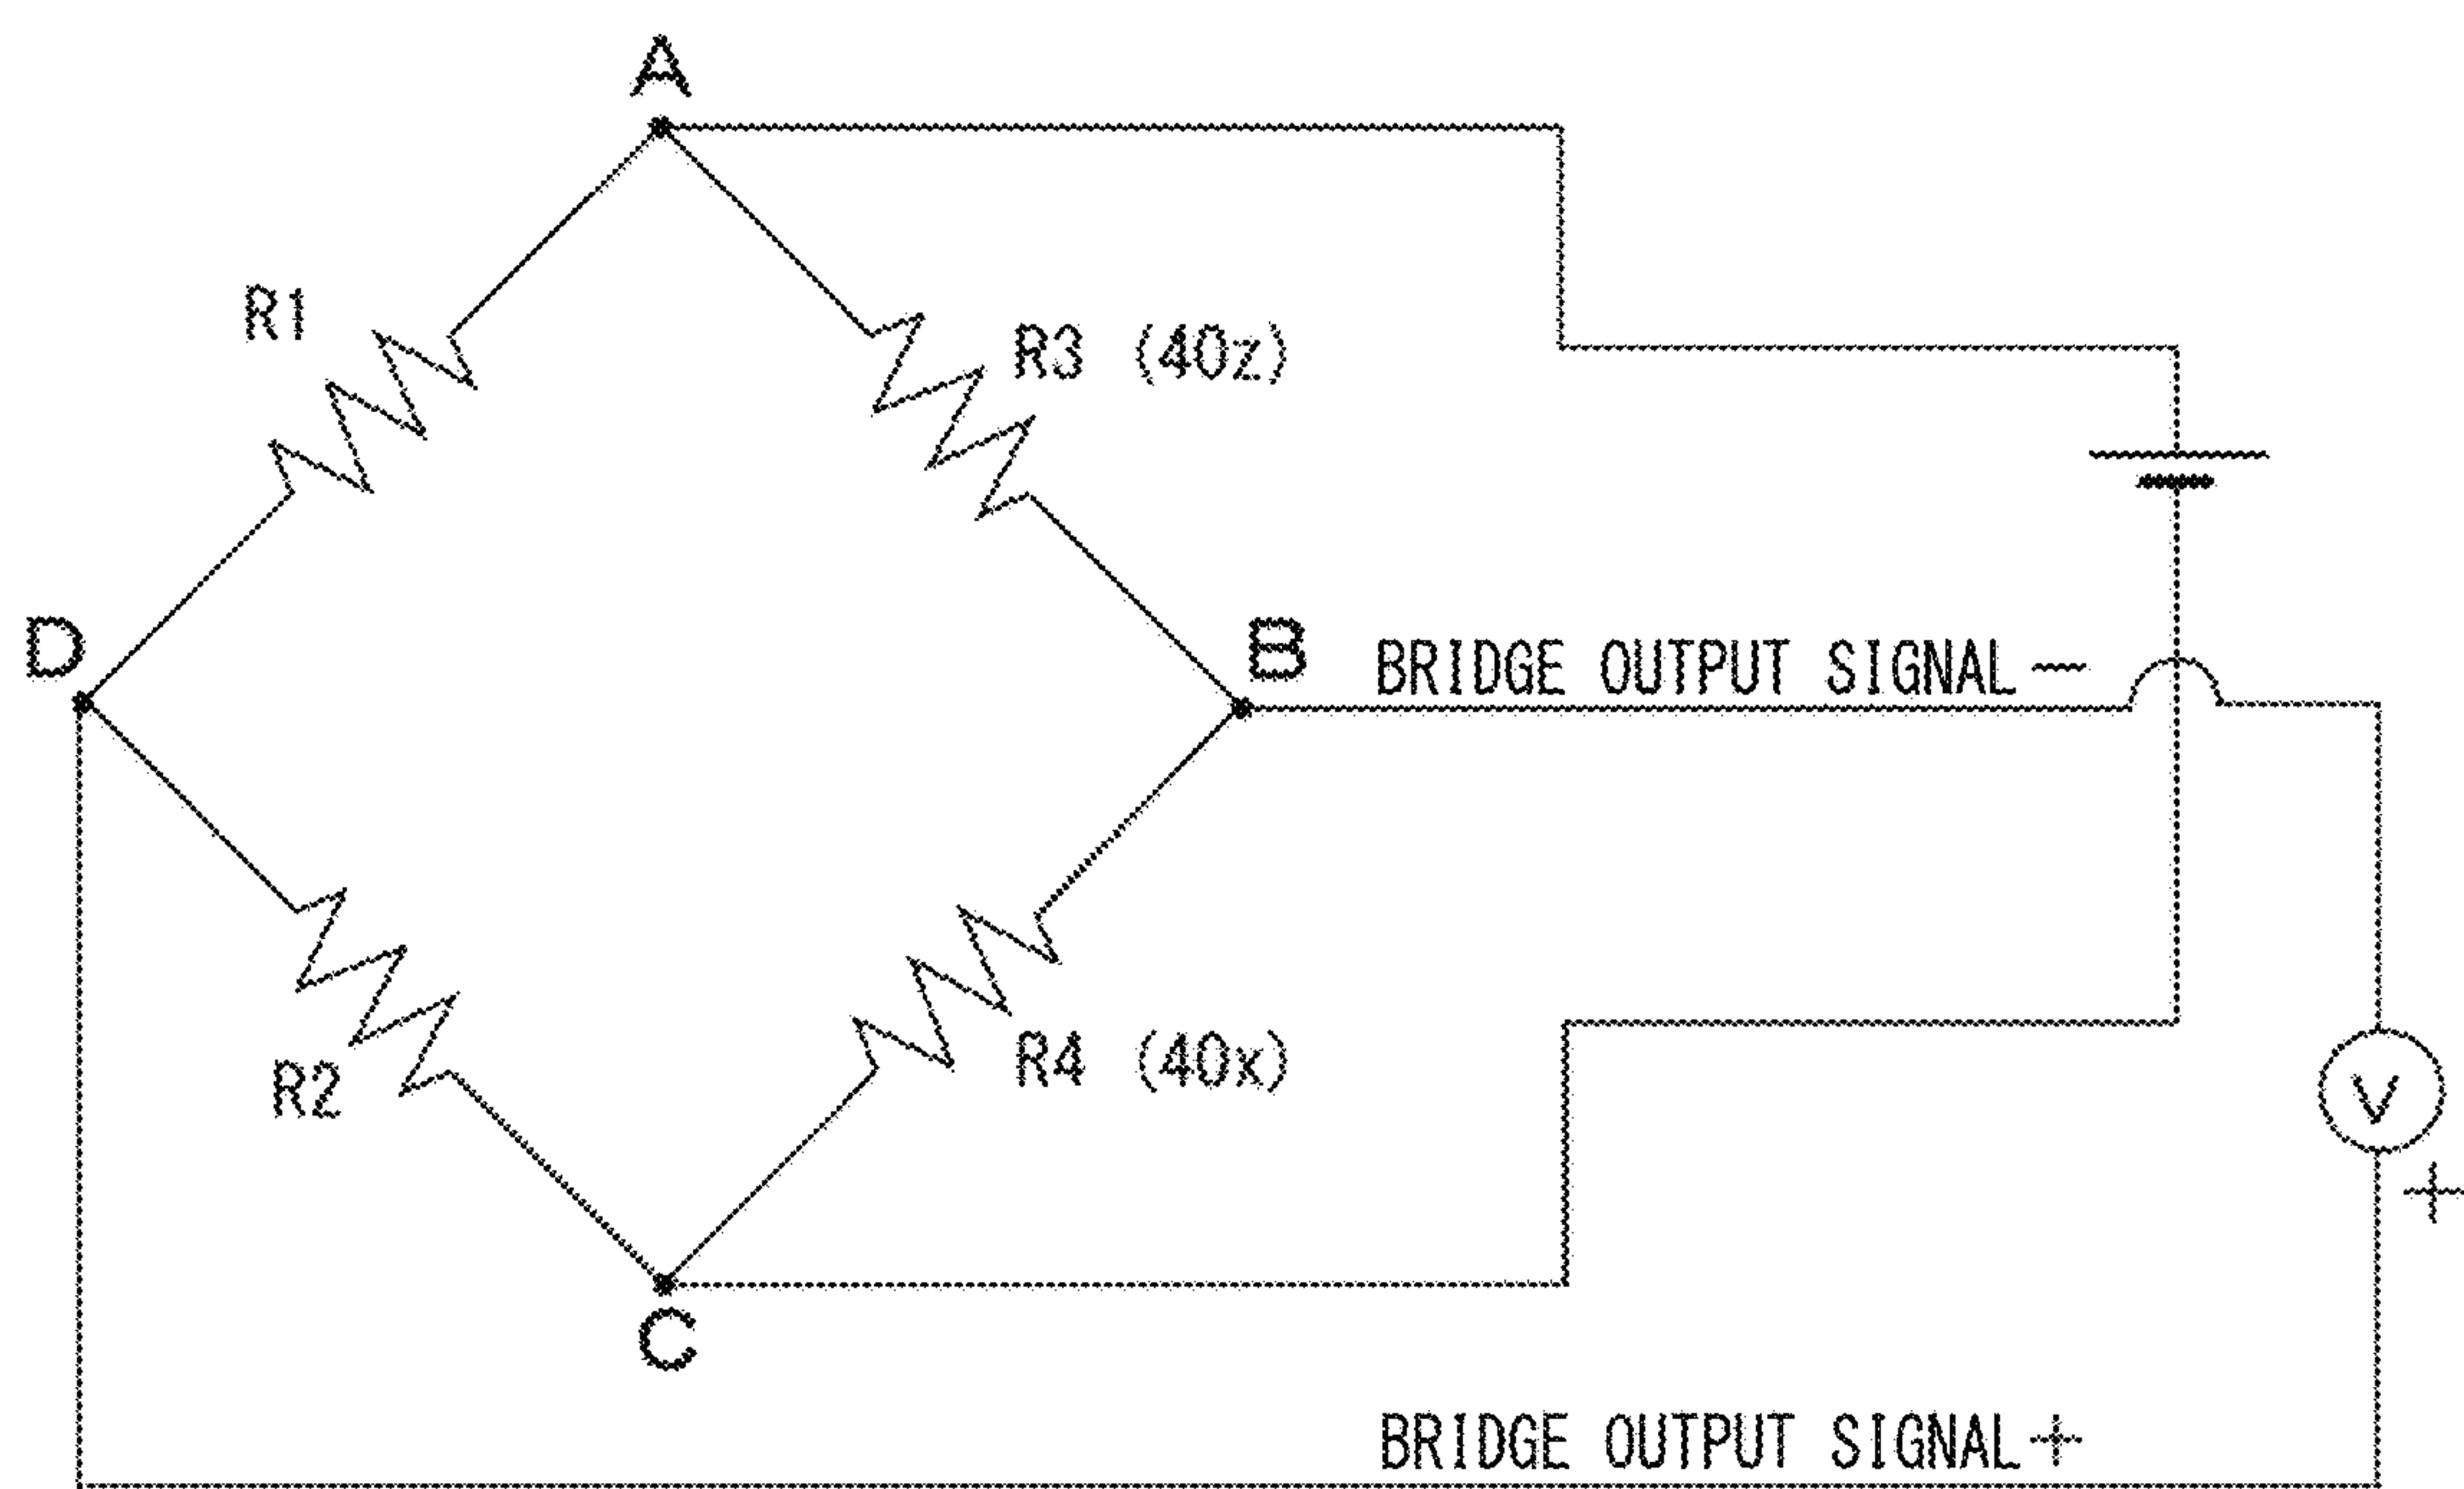 A
R1
R3 (40z)
D
B
BRIDGE OUTPUT SIGNAL −
R2
R4 (40x)
V
+
C
BRIDGE OUTPUT SIGNAL +